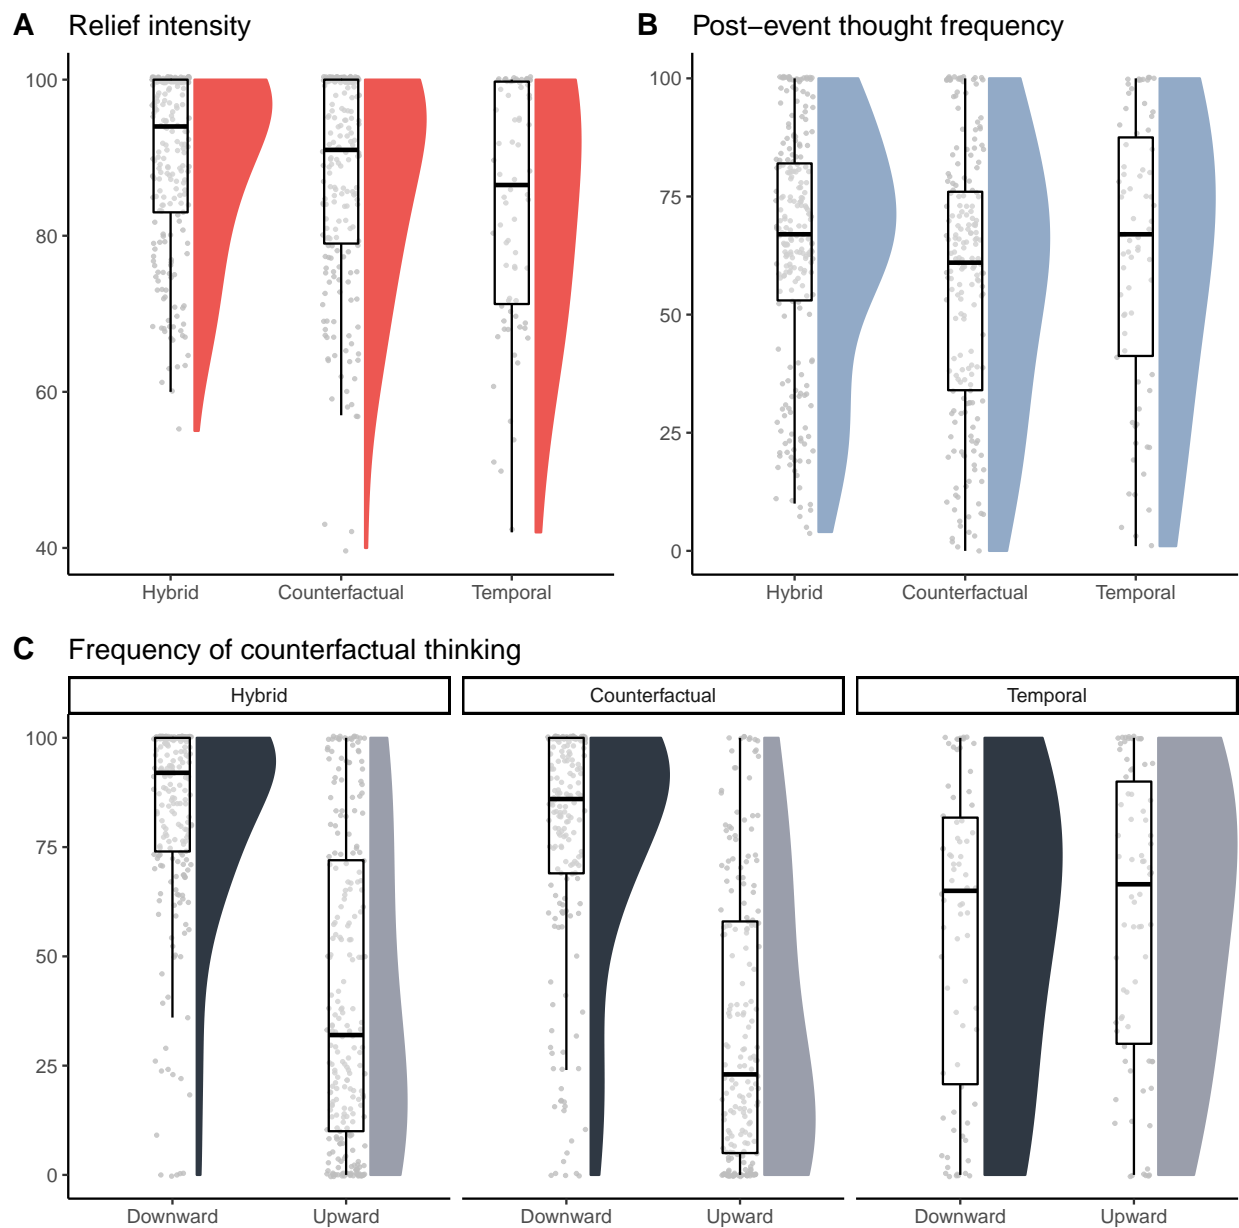 A Relief intensity
100
80
60
40
Hybrid Counterfactual Temporal
B Post−event thought frequency
100
75
50
25
0
Hybrid Counterfactual Temporal
C Frequency of counterfactual thinking
Hybrid Counterfactual Temporal
100
75
50
25
0
Downward Upward Downward Upward Downward Upward